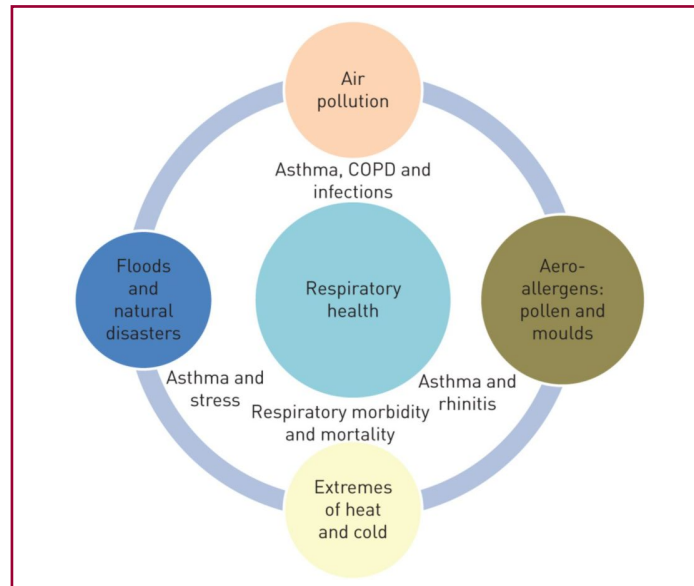 Air
pollution
Asthma, COPD and
infections
Floods
and
natural
disasters
Respiratory
health
Aero-
allergens:
pollen and
moulds
Asthma and
stress
Asthma and
rhinitis
Respiratory morbidity
and mortality
Extremes
of heat
and cold